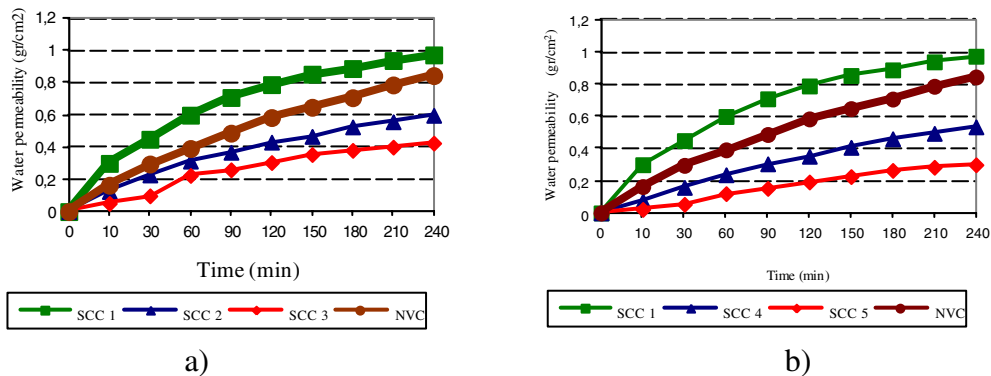 Water permeability (gr/cm2)
1,2
1
0,8
0,6
0,4
0,2
0
0 10 30 60 90 120 150 180 210 240
Time (min)
SCC 1 SCC 2 SCC 3 NVC
a)
Water permeability (gr/cm²)
1,2
1
0,8
0,6
0,4
0,2
0
0 10 30 60 90 120 150 180 210 240
Time (min)
SCC 1 SCC 4 SCC 5 NVC
b)